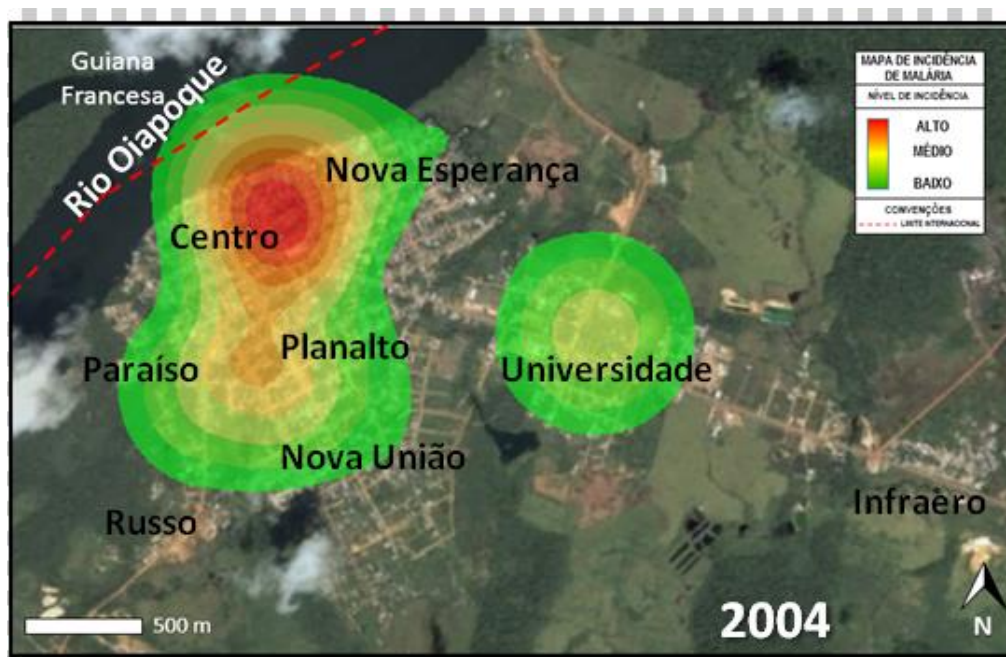 Guiana
Francesa
Rio Oiapoque
MAPA DE INCIDÊNCIA
DE MALÁRIA
NÍVEL DE INCIDÊNCIA
ALTO
MÉDIO
BAIXO
CONVENÇÕES
LIMITE INTERNACIONAL
Nova Esperança
Centro
Planalto
Paraíso
Universidade
Nova União
Infraero
Russo
500 m
2004
N